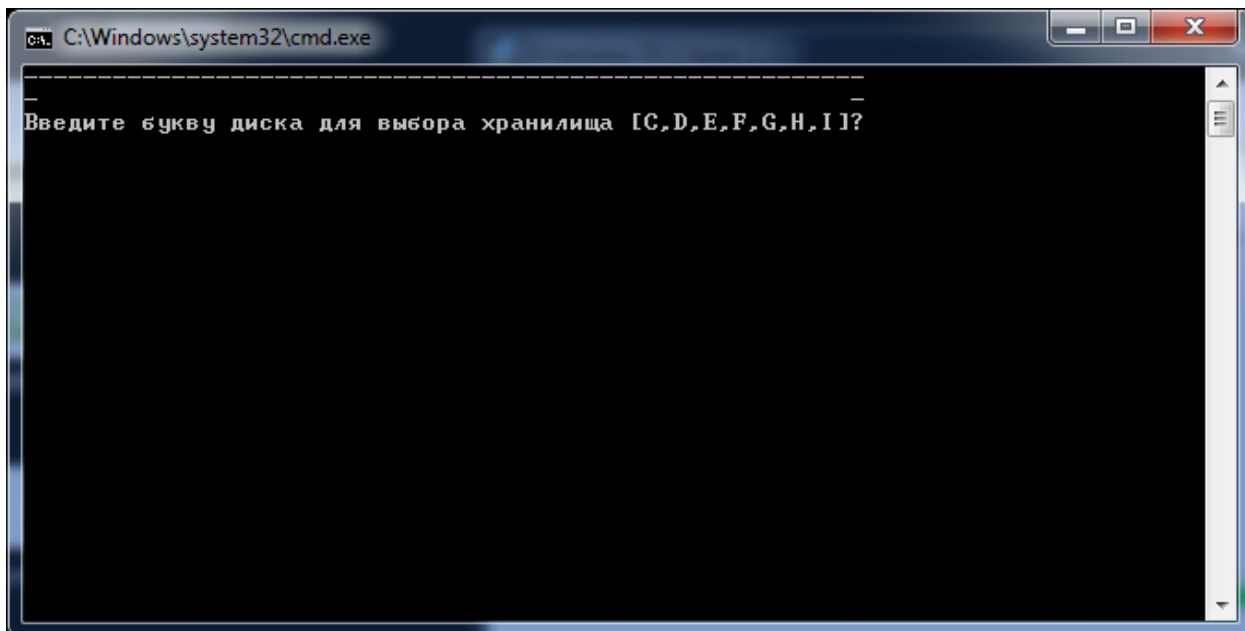 C:\Windows\system32\cmd.exe
---------------------------------------------------------
_ _
Введите букву диска для выбора хранилища [C,D,E,F,G,H,I]?